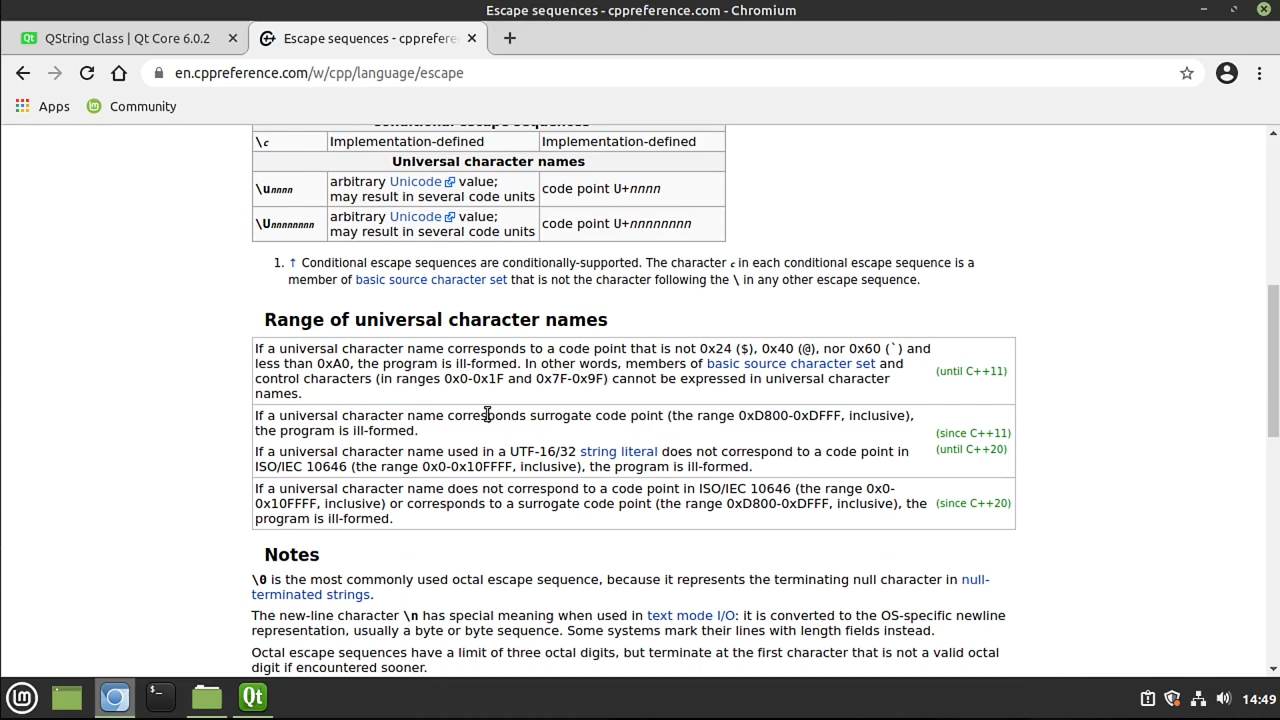 Escape sequences - cppreference.com - Chromium
QString Class | Qt Core 6.0.2
Escape sequences - cpprefere
en.cppreference.com/w/cpp/language/escape
Apps
Community
\c Implementation-defined Implementation-defined
Universal character names
\unnnn arbitrary Unicode value;
may result in several code units code point U+nnnn
\Unnnnnnnn arbitrary Unicode value;
may result in several code units code point U+nnnnnnnn
1. ↑ Conditional escape sequences are conditionally-supported. The character c in each conditional escape sequence is a
member of basic source character set that is not the character following the \ in any other escape sequence.
Range of universal character names
If a universal character name corresponds to a code point that is not 0x24 ($), 0x40 (@), nor 0x60 (`) and
less than 0xA0, the program is ill-formed. In other words, members of basic source character set and
control characters (in ranges 0x0-0x1F and 0x7F-0x9F) cannot be expressed in universal character
names.
(until C++11)
If a universal character name corresponds surrogate code point (the range 0xD800-0xDFFF, inclusive),
the program is ill-formed.
If a universal character name used in a UTF-16/32 string literal does not correspond to a code point in
ISO/IEC 10646 (the range 0x0-0x10FFFF, inclusive), the program is ill-formed.
(since C++11)
(until C++20)
If a universal character name does not correspond to a code point in ISO/IEC 10646 (the range 0x0-
0x10FFFF, inclusive) or corresponds to a surrogate code point (the range 0xD800-0xDFFF, inclusive), the
program is ill-formed.
(since C++20)
Notes
\0 is the most commonly used octal escape sequence, because it represents the terminating null character in null-
terminated strings.
The new-line character \n has special meaning when used in text mode I/O: it is converted to the OS-specific newline
representation, usually a byte or byte sequence. Some systems mark their lines with length fields instead.
Octal escape sequences have a limit of three octal digits, but terminate at the first character that is not a valid octal
digit if encountered sooner.
14:49